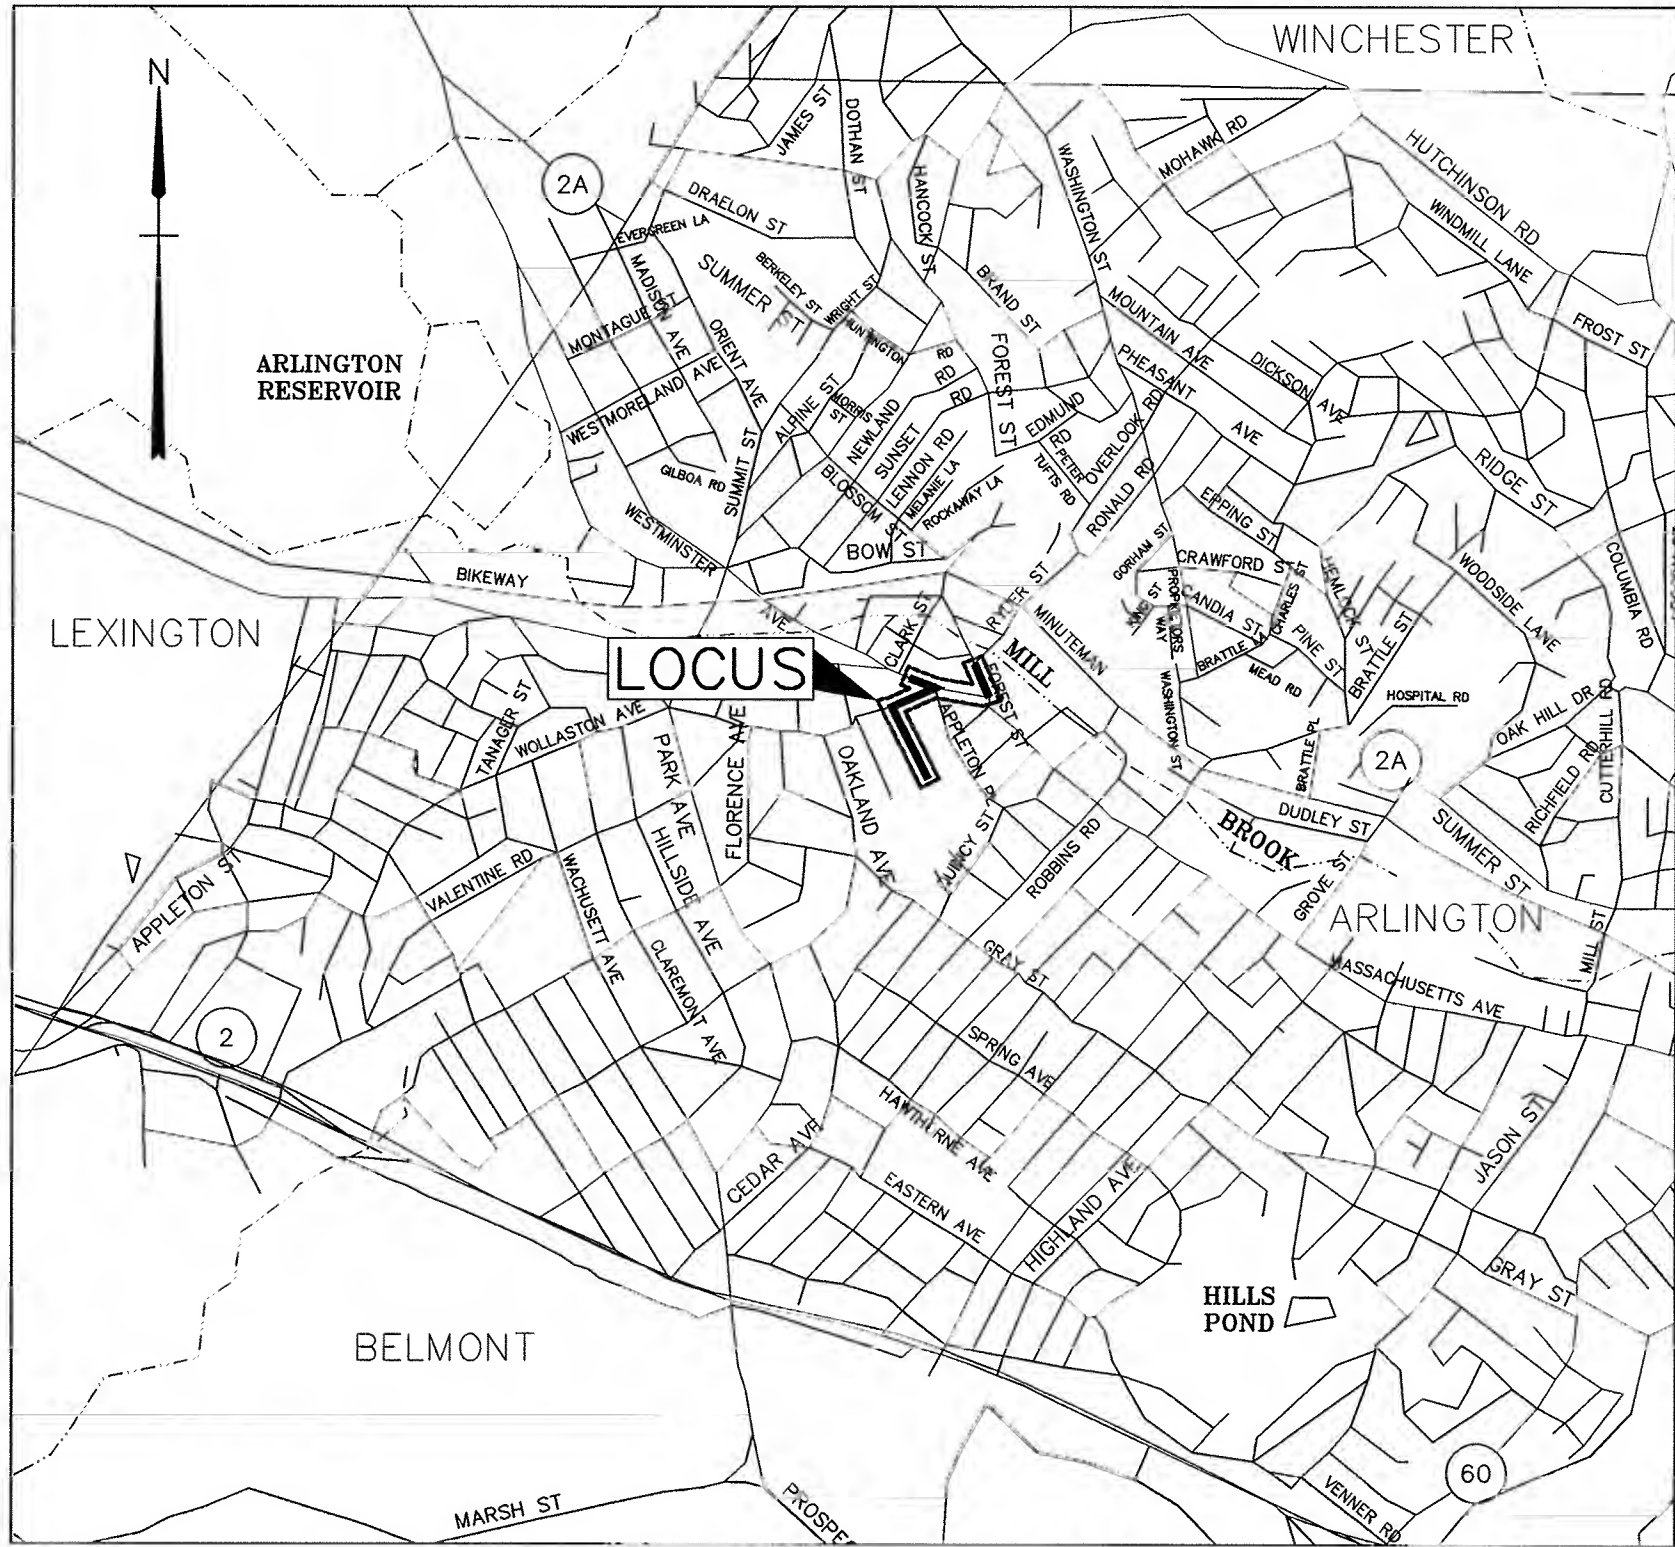 WINCHESTER
N
JAMES ST
DOTHAN ST
HANCOCK ST
WASHINGTON ST
MOHAWK RD
HUTCHINSON RD
WINDMILL LANE
2A
DRAELON ST
EVERGREEN LA
MADISON AVE
SUMMER ST
BERKELEY ST
WRIGHT ST
BRAND ST
MOUNTAIN AVE
FROST ST
MONTAGUE ST
ORIENT AVE
HUNTINGTON RD
FOREST ST
PHEASANT AVE
DICKSON AVE
ARLINGTON
RESERVOIR
WESTMORELAND AVE
ALPINE ST
MORRIS ST
NEWLAND RD
SUNSET RD
LENNON RD
MELANIE LA
ROCKAWAY LA
EDMUND RD
PETER
TUFTS RD
OVERLOOK RD
RONALD RD
RIDGE ST
GILBOA RD
SUMMIT ST
BLOSSOM ST
BOW ST
EPPING ST
WESTMINSTER AVE
GORHAM ST
CRAWFORD ST
HEMLOCK ST
WOODSIDE LANE
COLUMBIA RD
BIKEWAY
LEXINGTON
CLARK ST
RYDER ST
MINUTEMAN
KING ST
PROPRIETORS WAY
CANDIA ST
CHARLES ST
PINE ST
BRATTLE ST
LOCUS
MILL
BRATTLE LA
MEAD RD
HOSPITAL RD
FOREST ST
WASHINGTON ST
OAK HILL DR
TANAGER ST
WOLLASTON AVE
PARK AVE
FLORENCE AVE
OAKLAND AVE
APPLETON PL
BRATTLE PL
2A
RICHFIELD RD
CUTTERHILL RD
DUDLEY ST
BROOK
SUMMER ST
QUINCY ST
ROBBINS RD
HILLSIDE AVE
APPLETON ST
VALENTINE RD
WACHUSETT AVE
GROVE ST
ARLINGTON
MILL ST
CLAREMONT AVE
GRAY ST
MASSACHUSETTS AVE
2
SPRING AVE
HAWTHORNE AVE
JASON ST
CEDAR AVE
EASTERN AVE
HIGHLAND AVE
GRAY ST
HILLS
POND
BELMONT
60
VENNER RD
MARSH ST
PROSPE